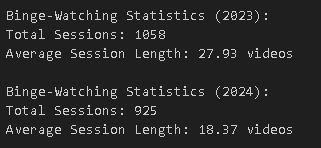 Binge-Watching Statistics (2023):
Total Sessions: 1058
Average Session Length: 27.93 videos
Binge-Watching Statistics (2024):
Total Sessions: 925
Average Session Length: 18.37 videos